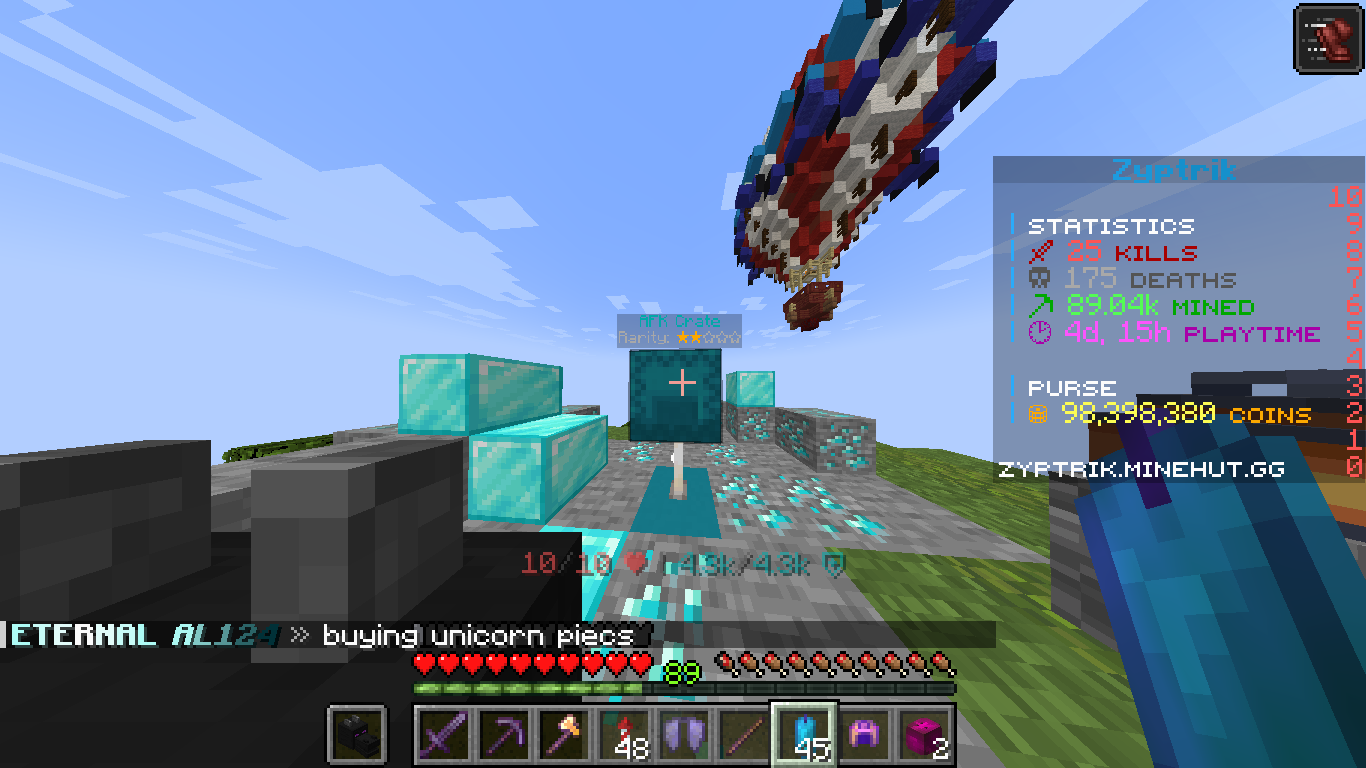 Zyptrik
10
STATISTICS
9
25 KILLS
8
175 DEATHS
7
89.04k MINED
6
4d, 15h PLAYTIME
5
4
PURSE
3
98,398,380 COINS
2
1
ZYPTRIK.MINEHUT.GG
0
AFK Crate
Rarity: ★★☆☆☆
10/10 ❤ | 4.3k/4.3k
ETERNAL AL124 » buying unicorn piecs
89
48
45
2